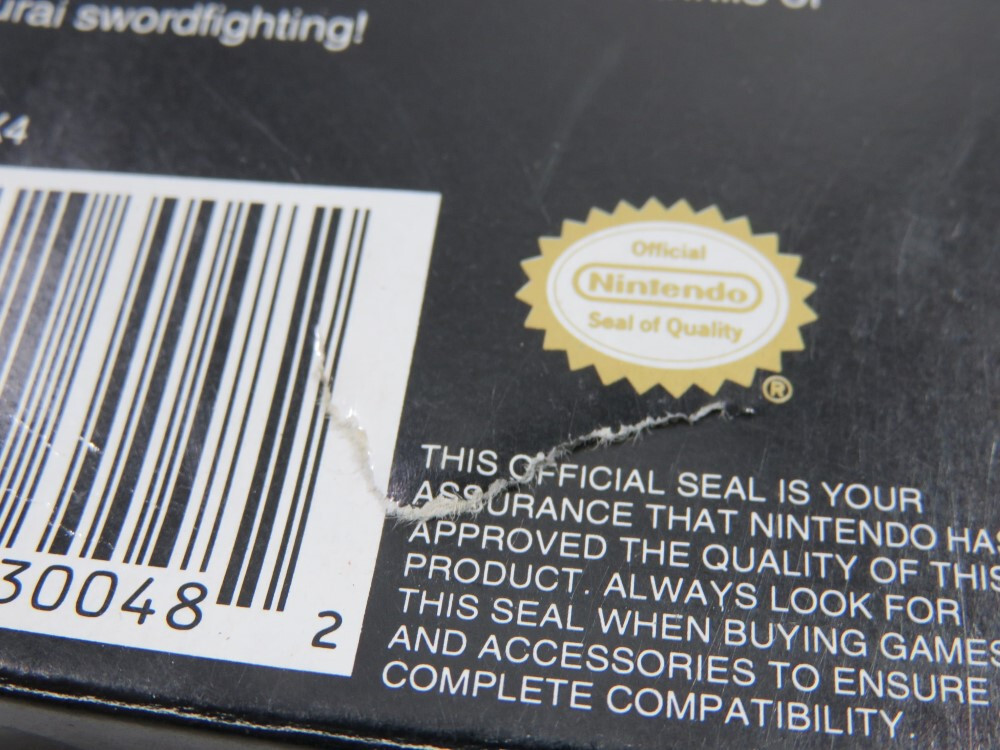 swordfighting!
30048 2
Official
Nintendo
Seal of Quality
®
THIS OFFICIAL SEAL IS YOUR
ASSURANCE THAT NINTENDO HAS
APPROVED THE QUALITY OF THIS
PRODUCT. ALWAYS LOOK FOR
THIS SEAL WHEN BUYING GAMES
AND ACCESSORIES TO ENSURE
COMPLETE COMPATIBILITY.